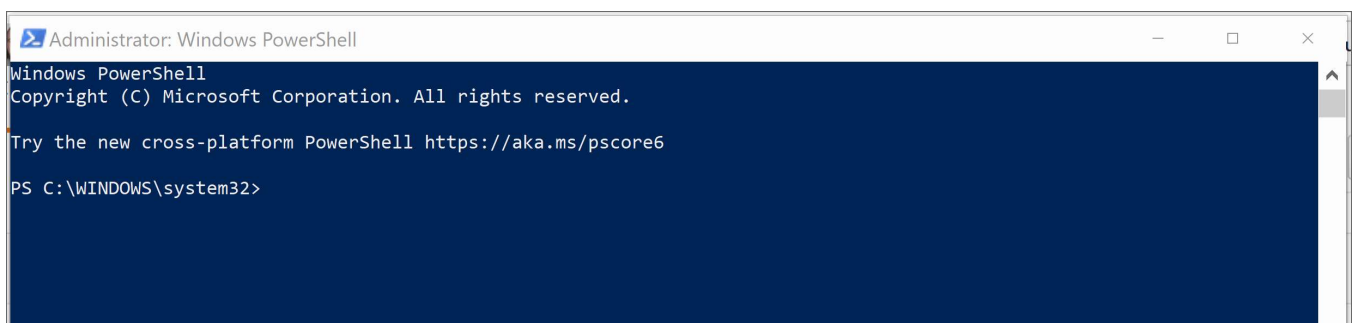 Administrator: Windows PowerShell
Windows PowerShell
Copyright (C) Microsoft Corporation. All rights reserved.
Try the new cross-platform PowerShell https://aka.ms/pscore6
PS C:\WINDOWS\system32>